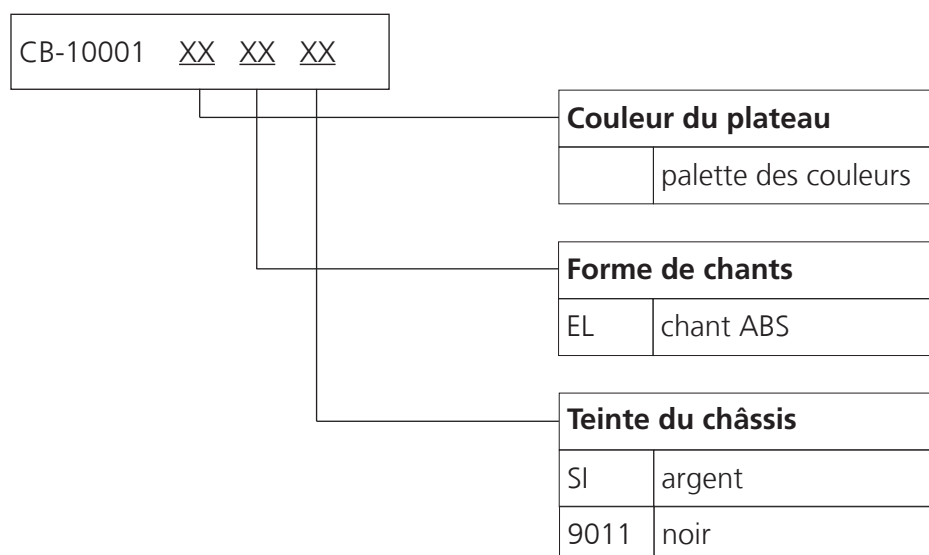 CB-10001 XX XX XX
Couleur du plateau
palette des couleurs
Forme de chants
EL chant ABS
Teinte du châssis
SI argent
9011 noir